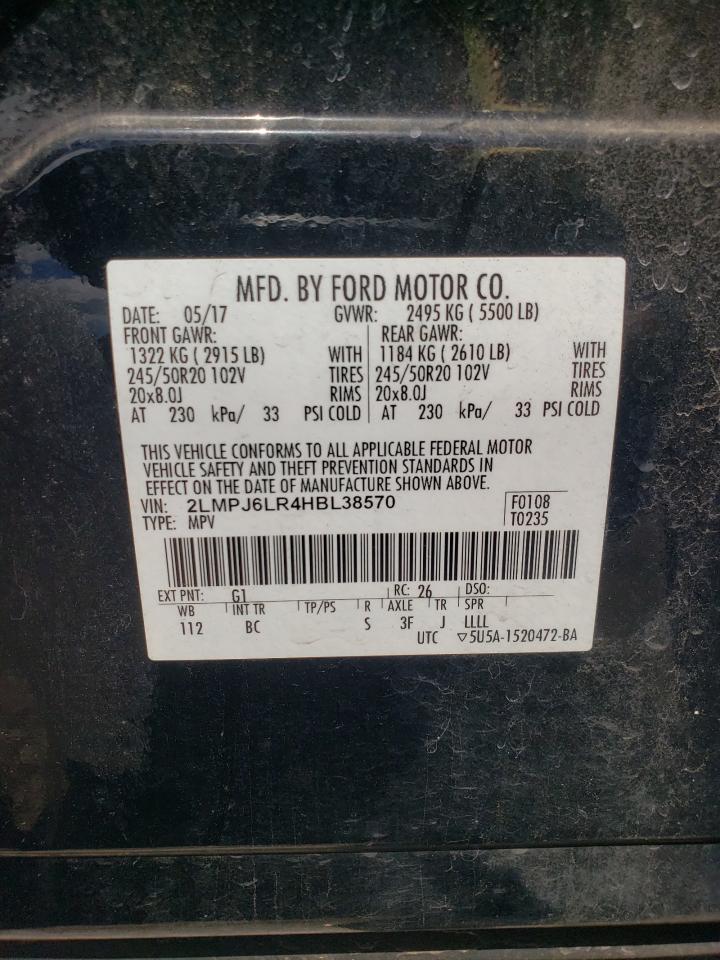 MFD. BY FORD MOTOR CO.
DATE: 05/17 GVWR: 2495 KG ( 5500 LB)
FRONT GAWR: REAR GAWR:
1322 KG ( 2915 LB) WITH 1184 KG ( 2610 LB) WITH
245/50R20 102V TIRES 245/50R20 102V TIRES
20x8.0J RIMS 20x8.0J RIMS
AT 230 kPa/ 33 PSI COLD AT 230 kPa/ 33 PSI COLD
THIS VEHICLE CONFORMS TO ALL APPLICABLE FEDERAL MOTOR
VEHICLE SAFETY AND THEFT PREVENTION STANDARDS IN
EFFECT ON THE DATE OF MANUFACTURE SHOWN ABOVE.
VIN: 2LMPJ6LR4HBL38570 F0108
TYPE: MPV T0235
EXT PNT: G1 RC: 26 DSO:
WB INT TR TP/PS R AXLE TR SPR
112 BC S 3F J LLLL
UTC ▽5U5A-1520472-BA